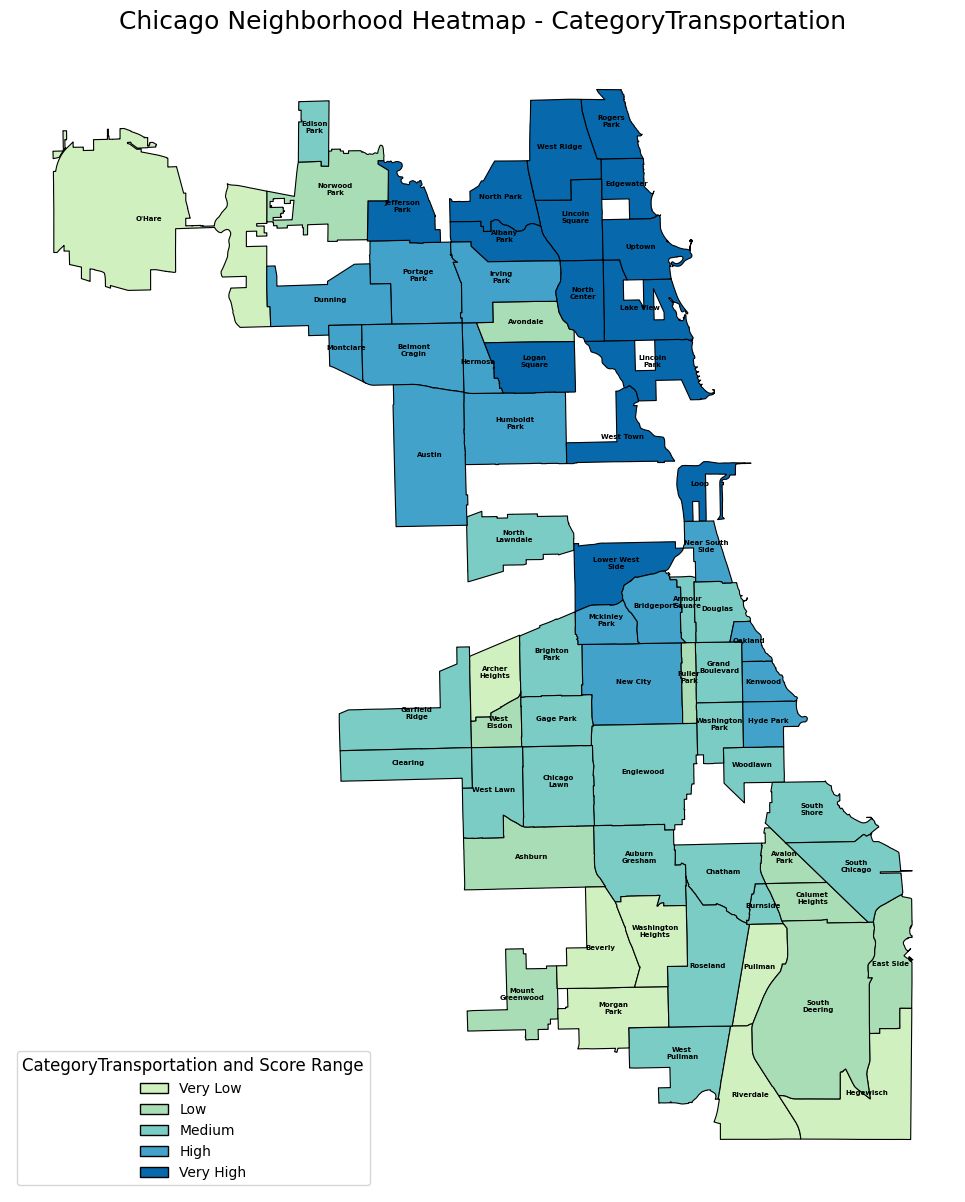 Chicago Neighborhood Heatmap - CategoryTransportation
Rogers
Park
Edison
Park
West Ridge
Edgewater
Norwood
Park
North Park
Jefferson
Park
O'Hare
Lincoln
Square
Albany
Park
Uptown
Portage
Park
Irving
Park
North
Center
Dunning
Lake View
Avondale
Montclare
Belmont
Cragin
Hermosa
Logan
Square
Lincoln
Park
Humboldt
Park
West Town
Austin
Loop
North
Lawndale
Near South
Side
Lower West
Side
Bridgeport
Armour
Square
Douglas
Mckinley
Park
Oakland
Brighton
Park
Archer
Heights
Grand
Boulevard
New City
Fuller
Park
Kenwood
Garfield
Ridge
West
Elsdon
Gage Park
Washington
Park
Hyde Park
Clearing
Woodlawn
Englewood
Chicago
Lawn
West Lawn
South
Shore
Ashburn
Auburn
Gresham
Avalon
Park
South
Chicago
Chatham
Calumet
Heights
Burnside
Washington
Heights
Beverly
Roseland
Pullman
East Side
Mount
Greenwood
Morgan
Park
South
Deering
West
Pullman
Riverdale
Hegewisch
CategoryTransportation and Score Range
Very Low
Low
Medium
High
Very High